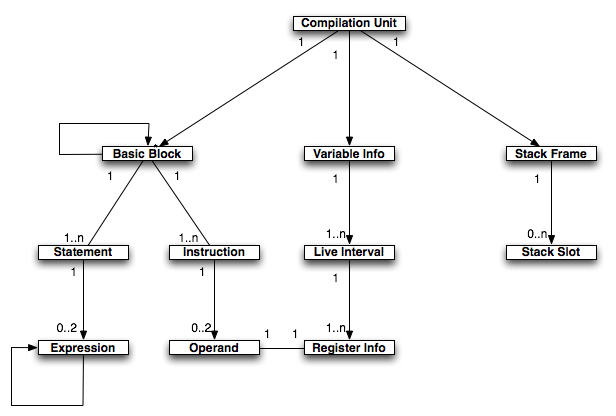 Compilation Unit
1
1
1
Basic Block
Variable Info
Stack Frame
1
1
1
1
1..n
1..n
1..n
0..n
Statement
Instruction
Live Interval
Stack Slot
1
1
1
0..2
0..2
1
1
1..n
Expression
Operand
Register Info